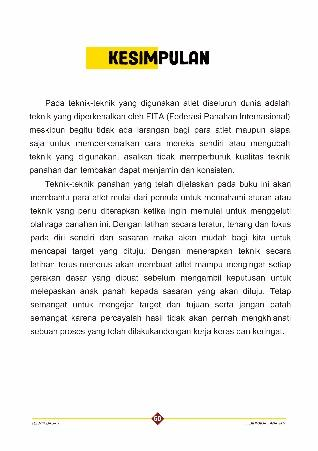 KESIMPULAN
Pada teknik-teknik yang digunakan atlet diseluruh dunia adalah
teknik yang diperkenalkan oleh FITA (Federasi Panahan Internasional)
meskipun begitu tidak ada larangan bagi para atlet maupun siapa
saja untuk memperkenalkan cara mereka sendiri atau mengubah
teknik yang digunakan, asalkan tidak memperburuk kualitas teknik
panahan dan tembakan dapat menjamin dan konsisten.
Teknik-teknik panahan yang telah dijelaskan pada buku ini akan
membantu para atlet mulai dari pemula untuk memahami aturan atau
teknik yang perlu diterapkan ketika ingin memulai untuk menggeluti
olahraga panahan ini. Dengan latihan secara teratur, tenang dan fokus
pada diri sendiri dan sasaran maka akan mudah bagi kita untuk
mencapai target yang dituju. Dengan menerapkan teknik secara
latihan terus-menerus akan membuat atlet mampu mengingat setiap
gerakan dasar yang dibuat sebelum mengambil keputusan untuk
melepaskan anak panah kepada sasaran yang akan dituju. Tetap
semangat untuk mengejar target dan tujuan serta jangan patah
semangat karena percayalah hasil tidak akan pernah mengkhianati
sebuah proses yang telah dilakukandengan kerja keras dan keringat.
60